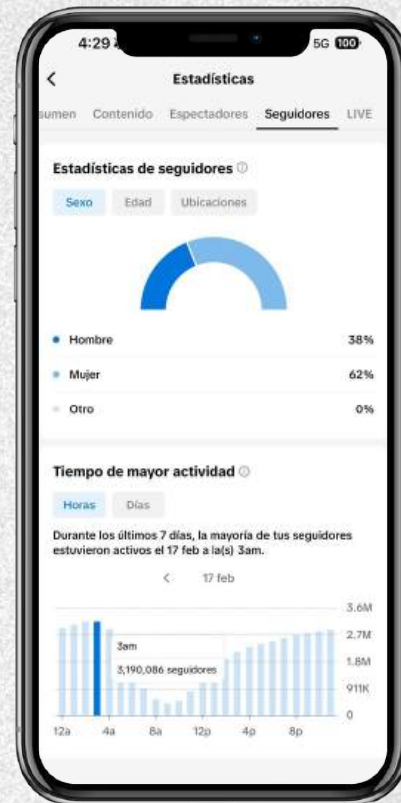 4:29
5G 100
Estadísticas
sumen Contenido Espectadores Seguidores LIVE
Estadísticas de seguidores
Sexo Edad Ubicaciones
Hombre 38%
Mujer 62%
Otro 0%
Tiempo de mayor actividad
Horas Días
Durante los últimos 7 días, la mayoría de tus seguidores
estuvieron activos el 17 feb a la(s) 3am.
17 feb
3.6M
2.7M
3am
3,190,086 seguidores
1.8M
911K
0
12a 4a 8a 12p 4p 8p